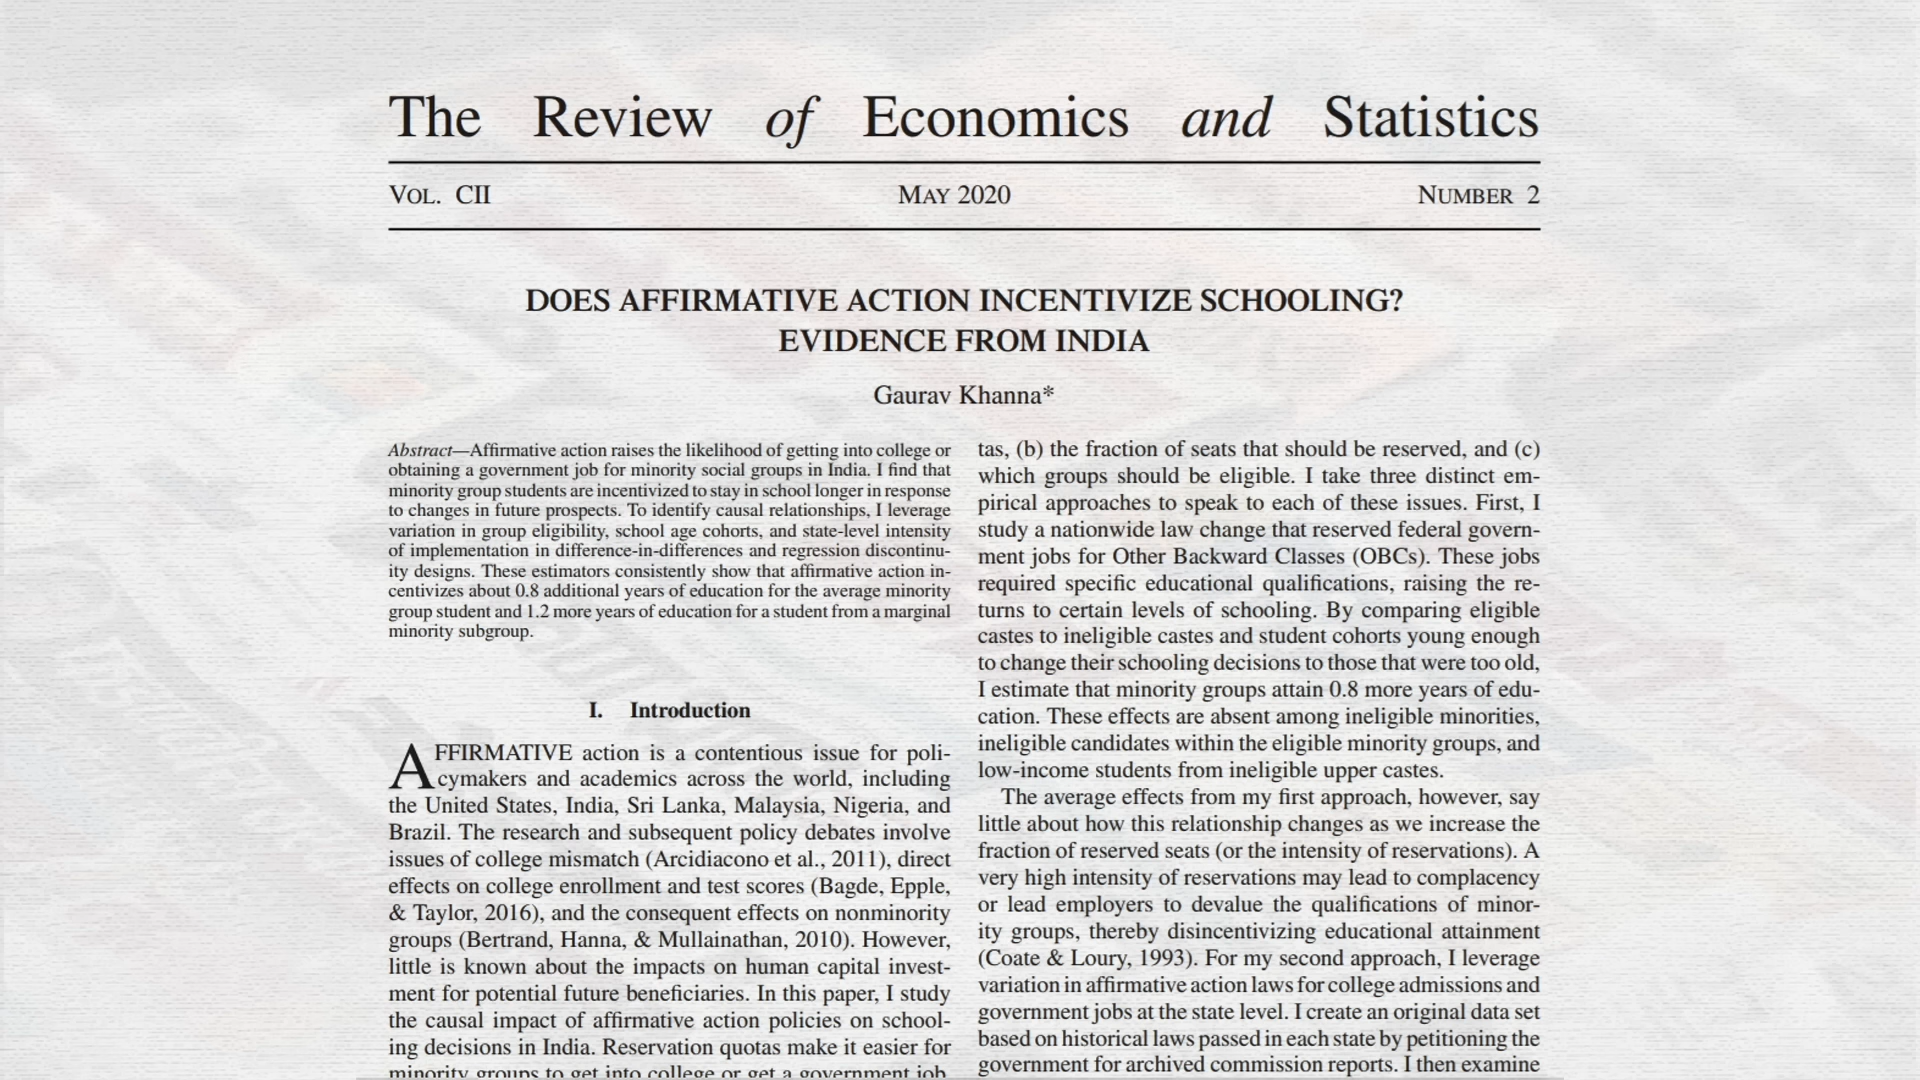 The Review of Economics and Statistics
VOL. CII MAY 2020 NUMBER 2
DOES AFFIRMATIVE ACTION INCENTIVIZE SCHOOLING?
EVIDENCE FROM INDIA
Gaurav Khanna*
Abstract—Affirmative action raises the likelihood of getting into college or
obtaining a government job for minority social groups in India. I find that
minority group students are incentivized to stay in school longer in response
to changes in future prospects. To identify causal relationships, I leverage
variation in group eligibility, school age cohorts, and state-level intensity
of implementation in difference-in-differences and regression discontinu-
ity designs. These estimators consistently show that affirmative action in-
centivizes about 0.8 additional years of education for the average minority
group student and 1.2 more years of education for a student from a marginal
minority subgroup.
I. Introduction
AFFIRMATIVE action is a contentious issue for poli-
cymakers and academics across the world, including
the United States, India, Sri Lanka, Malaysia, Nigeria, and
Brazil. The research and subsequent policy debates involve
issues of college mismatch (Arcidiacono et al., 2011), direct
effects on college enrollment and test scores (Bagde, Epple,
& Taylor, 2016), and the consequent effects on nonminority
groups (Bertrand, Hanna, & Mullainathan, 2010). However,
little is known about the impacts on human capital invest-
ment for potential future beneficiaries. In this paper, I study
the causal impact of affirmative action policies on school-
ing decisions in India. Reservation quotas make it easier for
minority groups to get into college or get a government job,
tas, (b) the fraction of seats that should be reserved, and (c)
which groups should be eligible. I take three distinct em-
pirical approaches to speak to each of these issues. First, I
study a nationwide law change that reserved federal govern-
ment jobs for Other Backward Classes (OBCs). These jobs
required specific educational qualifications, raising the re-
turns to certain levels of schooling. By comparing eligible
castes to ineligible castes and student cohorts young enough
to change their schooling decisions to those that were too old,
I estimate that minority groups attain 0.8 more years of edu-
cation. These effects are absent among ineligible minorities,
ineligible candidates within the eligible minority groups, and
low-income students from ineligible upper castes.
The average effects from my first approach, however, say
little about how this relationship changes as we increase the
fraction of reserved seats (or the intensity of reservations). A
very high intensity of reservations may lead to complacency
or lead employers to devalue the qualifications of minor-
ity groups, thereby disincentivizing educational attainment
(Coate & Loury, 1993). For my second approach, I leverage
variation in affirmative action laws for college admissions and
government jobs at the state level. I create an original data set
based on historical laws passed in each state by petitioning the
government for archived commission reports. I then examine